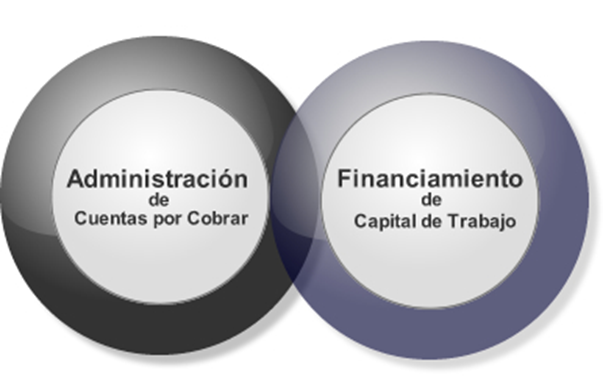 Administración
de
Cuentas por Cobrar
Financiamiento
de
Capital de Trabajo